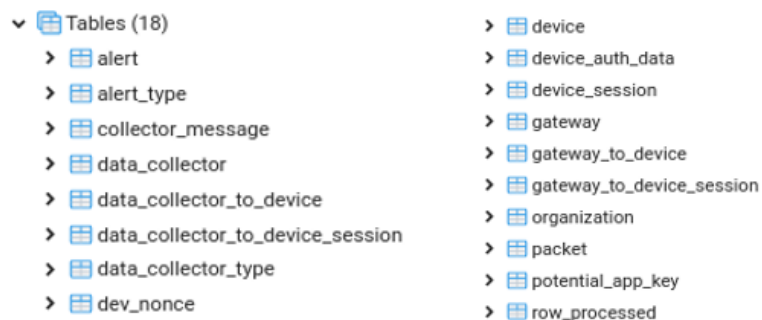 Tables (18)
alert
alert_type
collector_message
data_collector
data_collector_to_device
data_collector_to_device_session
data_collector_type
dev_nonce
device
device_auth_data
device_session
gateway
gateway_to_device
gateway_to_device_session
organization
packet
potential_app_key
row_processed